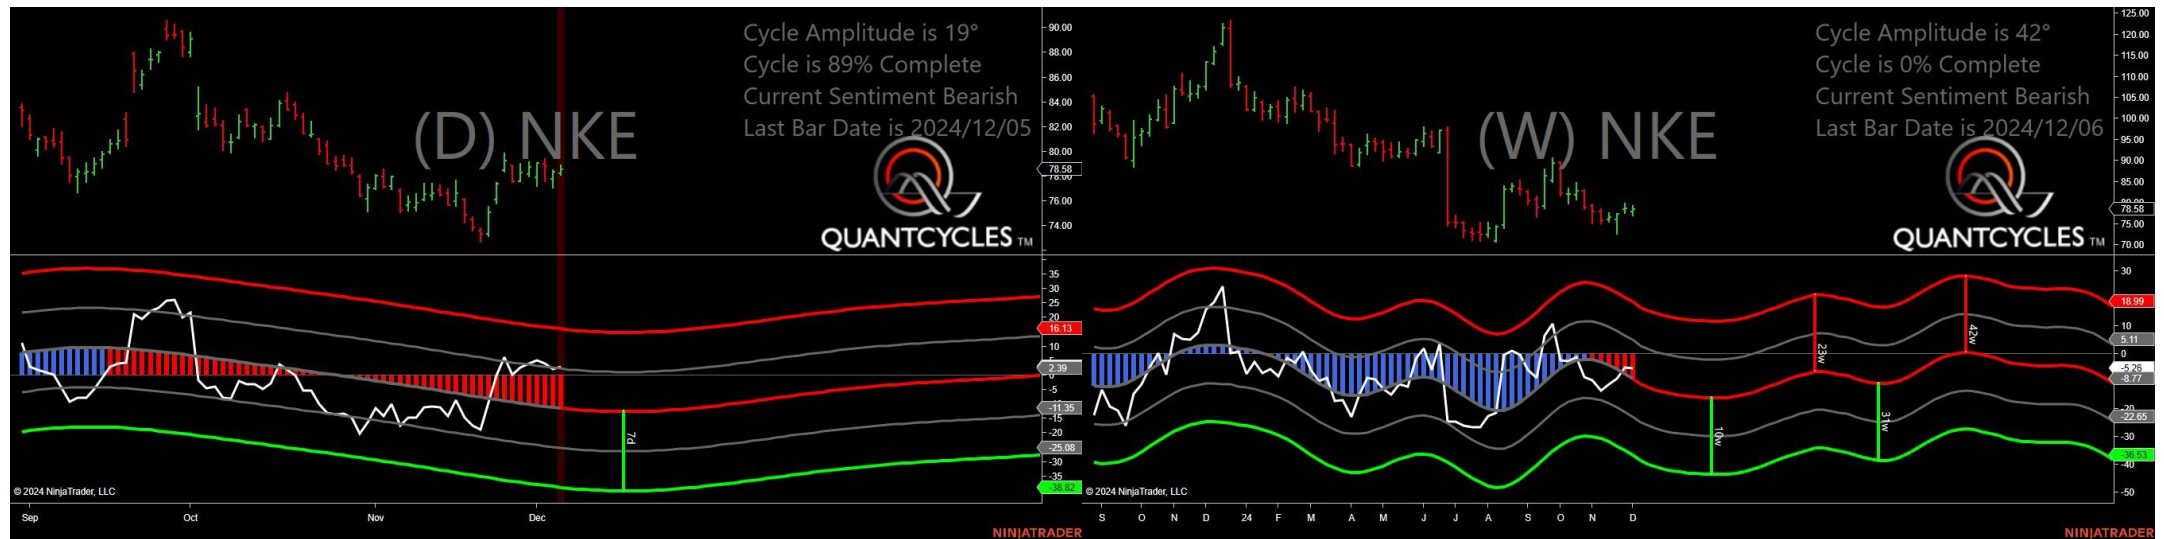 Cycle Amplitude is 19°
Cycle is 89% Complete
Current Sentiment Bearish
Last Bar Date is 2024/12/05
(D) NKE
QUANTCYCLES TM
90.00
88.00
86.00
84.00
82.00
80.00
78.58
78.00
76.00
74.00
35
30
25
20
16.13
10
5
2.39
0
-5
-11.35
-15
-20
-25.08
-30
-35
-38.82
7d
© 2024 NinjaTrader, LLC
Sep Oct Nov Dec
NINJATRADER
Cycle Amplitude is 42°
Cycle is 0% Complete
Current Sentiment Bearish
Last Bar Date is 2024/12/06
(W) NKE
QUANTCYCLES TM
125.00
120.00
115.00
110.00
105.00
100.00
95.00
90.00
85.00
78.58
75.00
70.00
30
18.99
10
5.11
0
-5.26
-8.77
-22.65
-30
-36.53
-40
-50
10w
23w
31w
42w
© 2024 NinjaTrader, LLC
S O N D 24 F M A M J J A S O N D
NINJATRADER